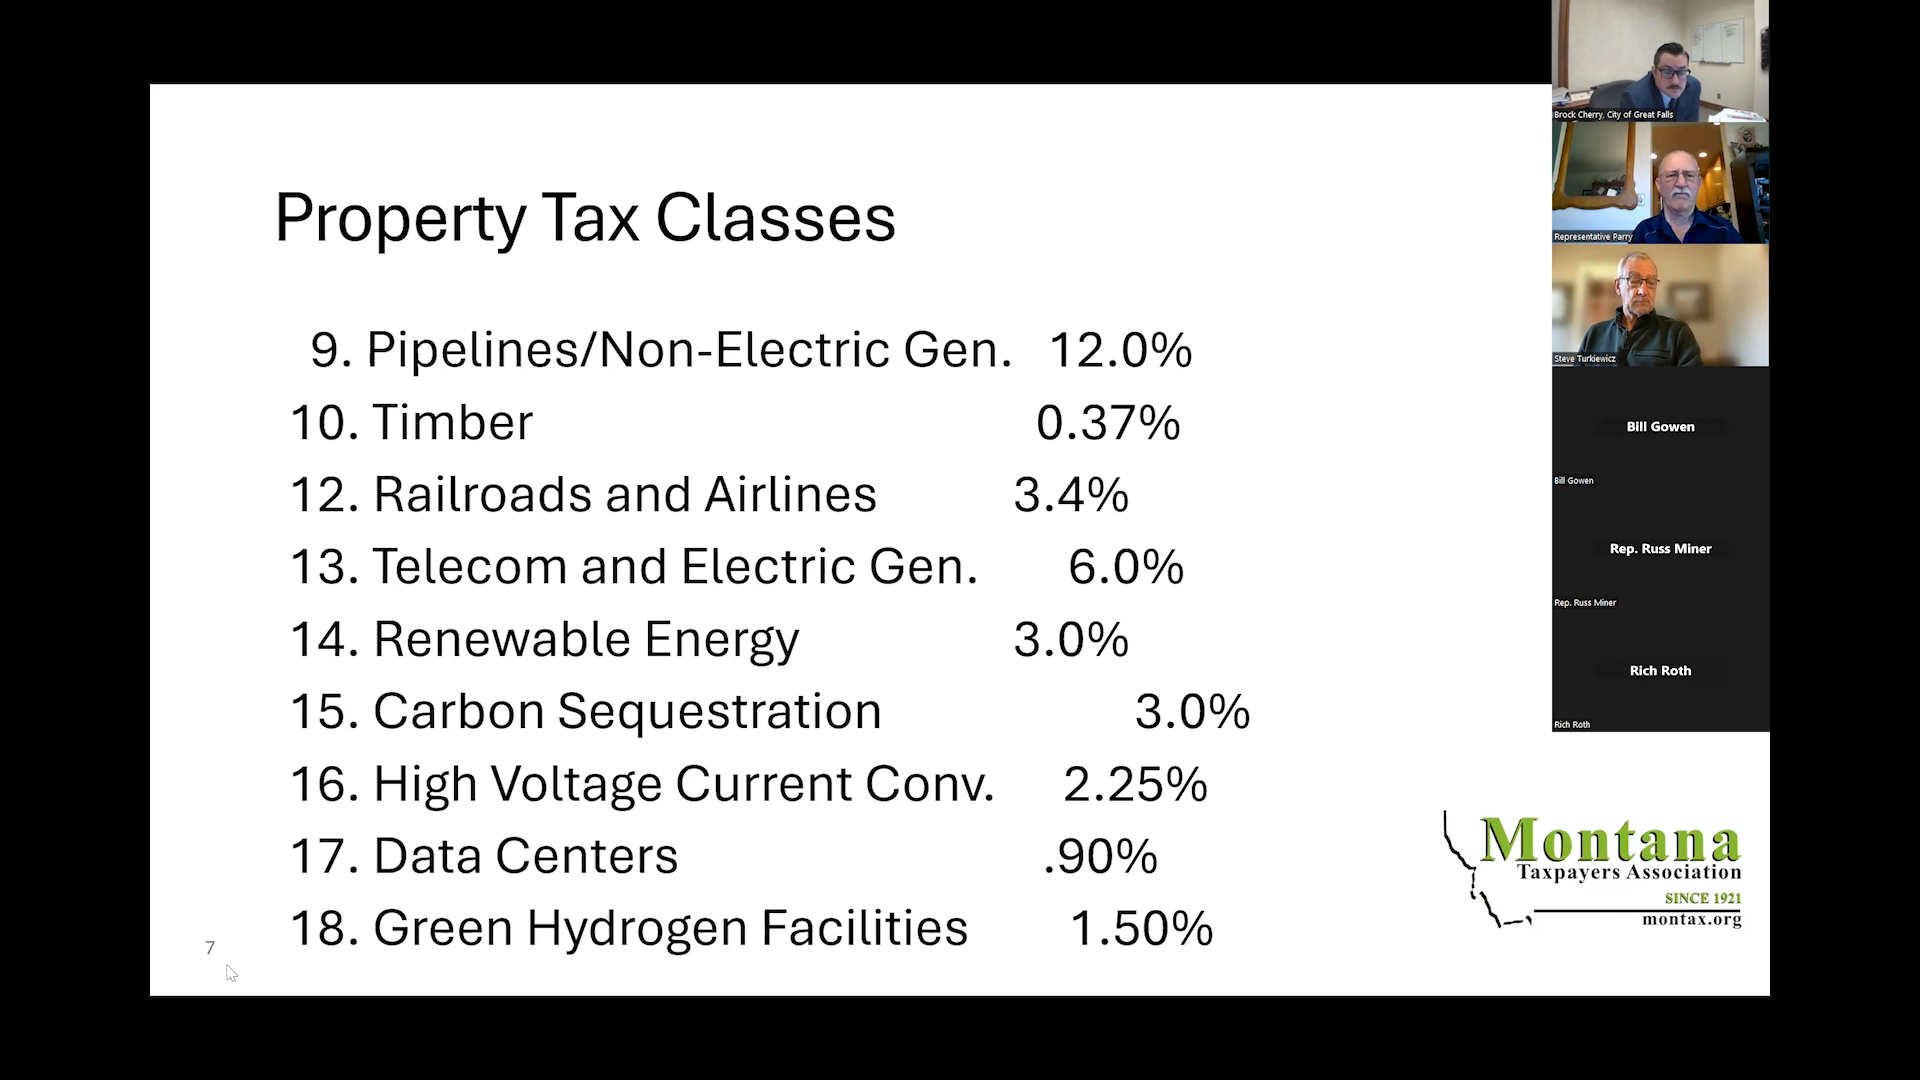 Property Tax Classes
9. Pipelines/Non-Electric Gen. 12.0%
10. Timber 0.37%
12. Railroads and Airlines 3.4%
13. Telecom and Electric Gen. 6.0%
14. Renewable Energy 3.0%
15. Carbon Sequestration 3.0%
16. High Voltage Current Conv. 2.25%
17. Data Centers .90%
18. Green Hydrogen Facilities 1.50%
7
Brock Cherry, City of Great Falls
Representative Parry
Steve Turkiewicz
Bill Gowen
Bill Gowen
Rep. Russ Miner
Rep. Russ Miner
Rich Roth
Rich Roth
Montana
Taxpayers Association
SINCE 1921
montax.org